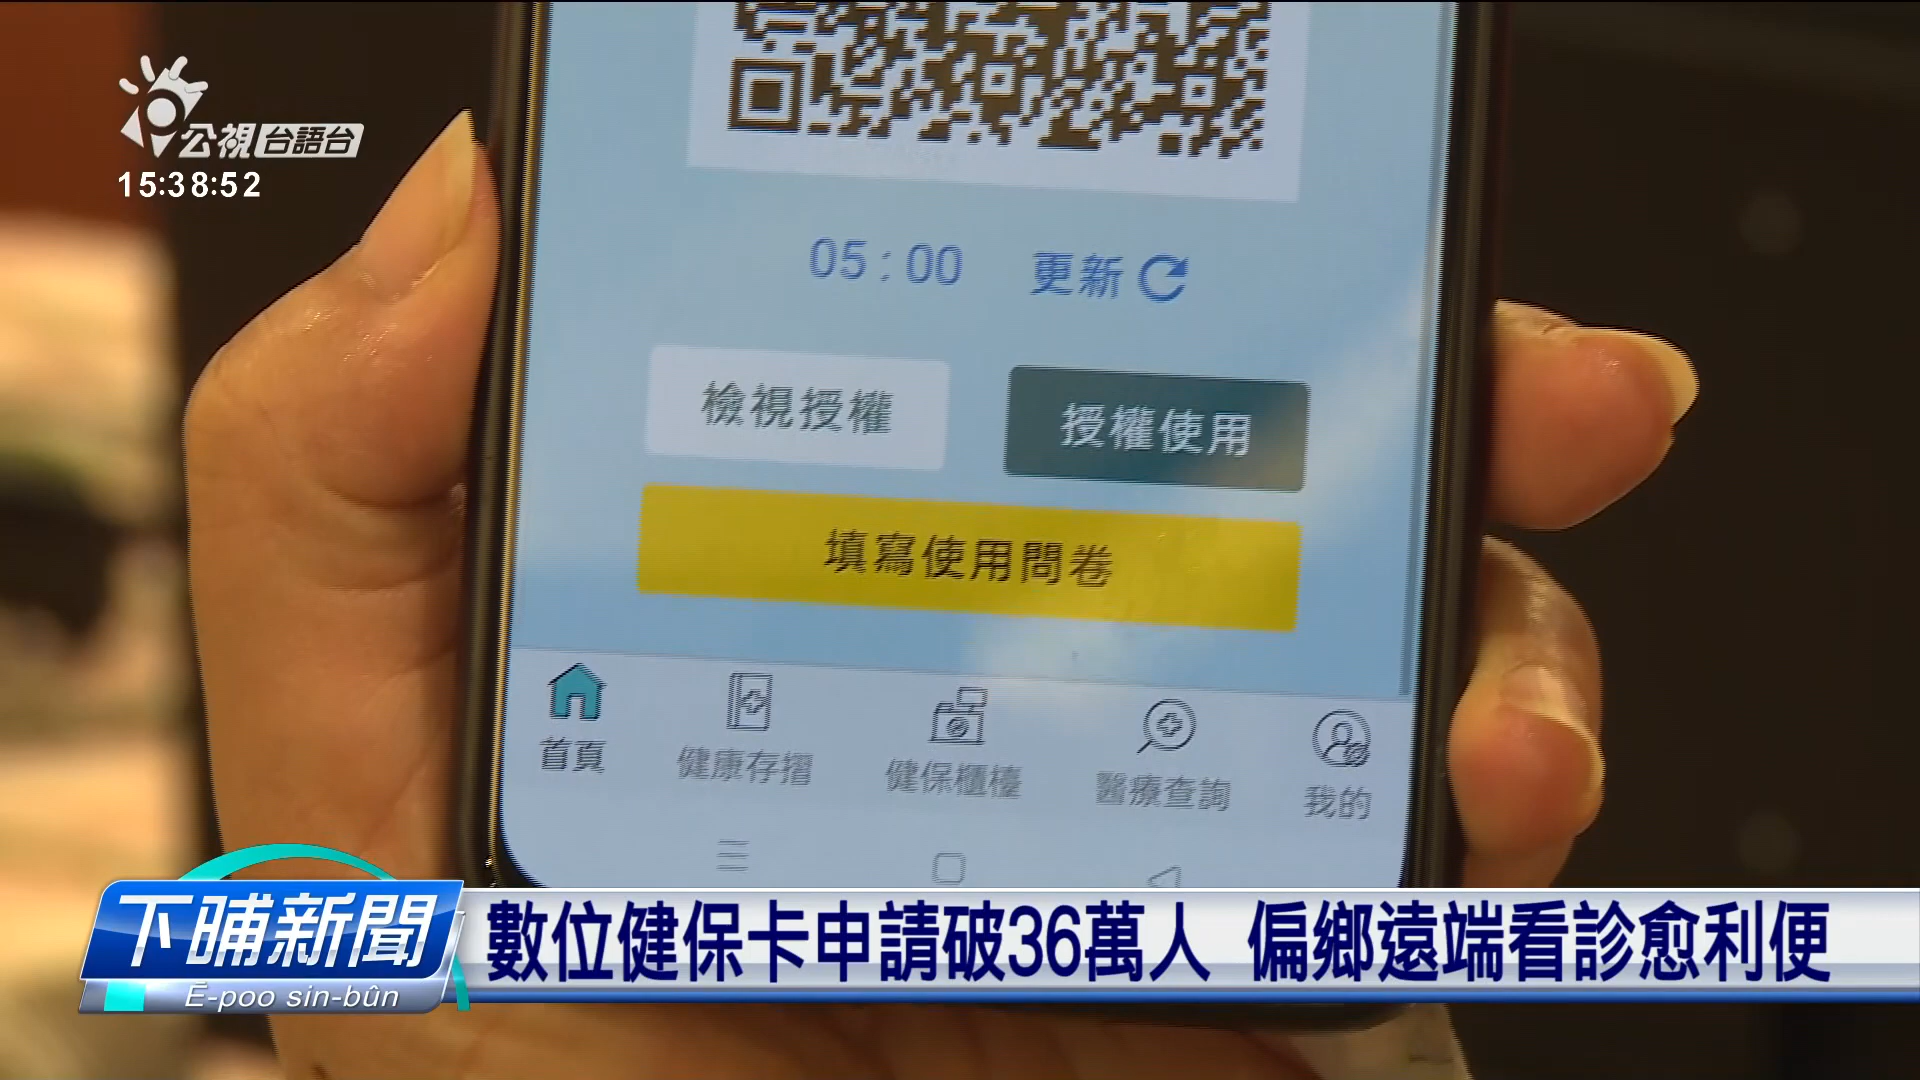 公視台語台
15:38:52
05:00 更新
檢視授權 授權使用
填寫使用問卷
首頁 健康存摺 健保櫃檯 醫療查詢 我的
下晡新聞
Ē-poo sin-bûn
數位健保卡申請破36萬人 偏鄉遠端看診愈利便